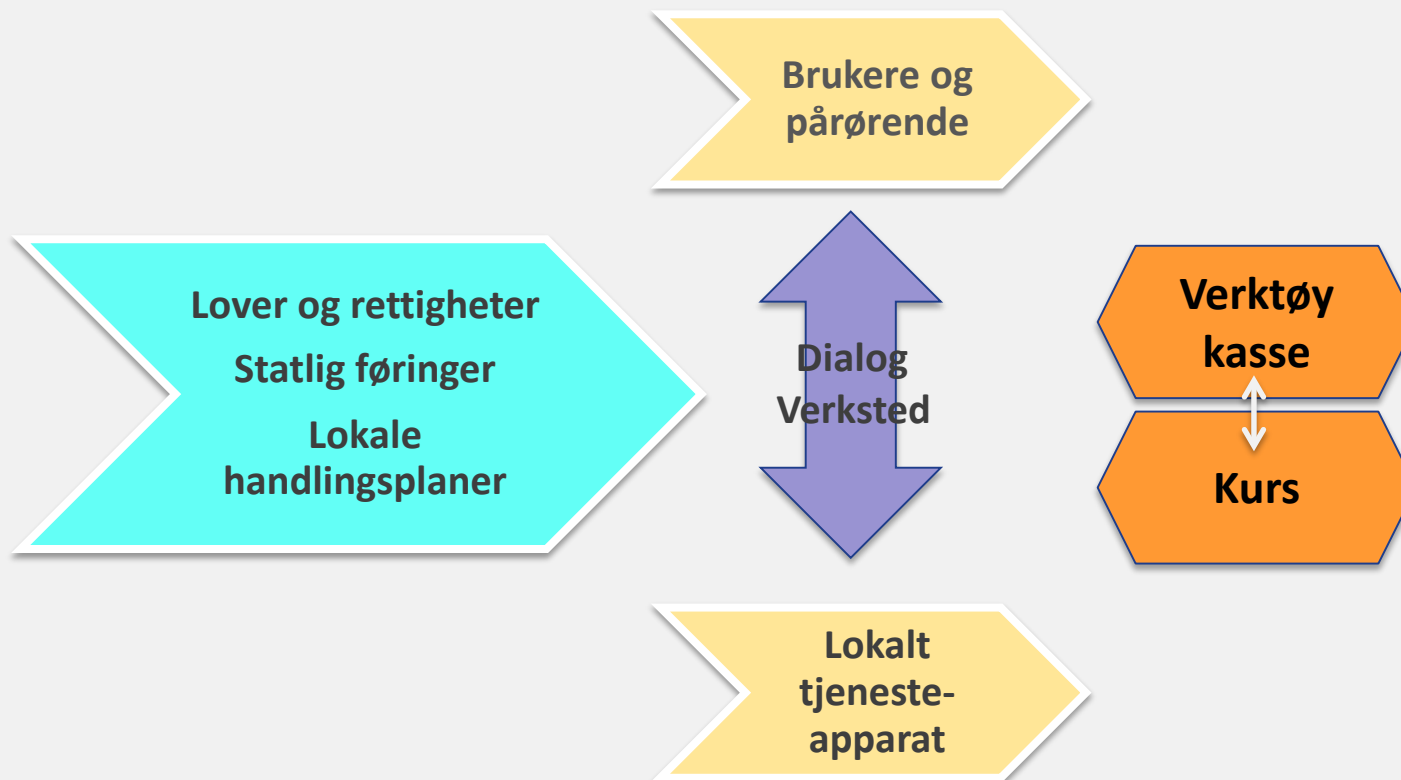 Brukere og
pårørende
Lover og rettigheter
Statlig føringer
Lokale
handlingsplaner
Dialog
Verksted
Verktøy
kasse
Kurs
Lokalt
tjeneste-
apparat